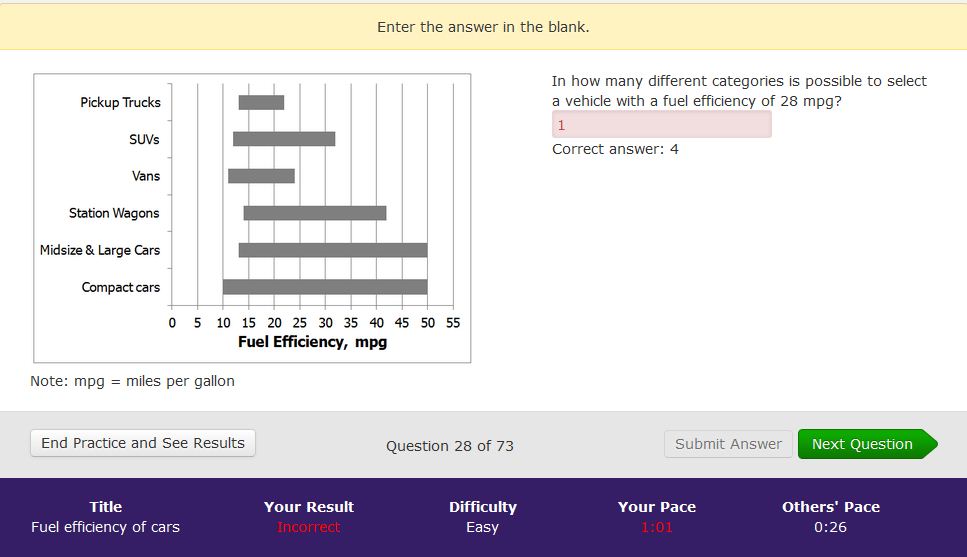 Enter the answer in the blank.
Pickup Trucks
SUVs
Vans
Station Wagons
Midsize & Large Cars
Compact cars
0 5 10 15 20 25 30 35 40 45 50 55
Fuel Efficiency, mpg
Note: mpg = miles per gallon
In how many different categories is possible to select
a vehicle with a fuel efficiency of 28 mpg?
1
Correct answer: 4
End Practice and See Results
Question 28 of 73
Submit Answer
Next Question
Title Your Result Difficulty Your Pace Others' Pace
Fuel efficiency of cars Incorrect Easy 1:01 0:26